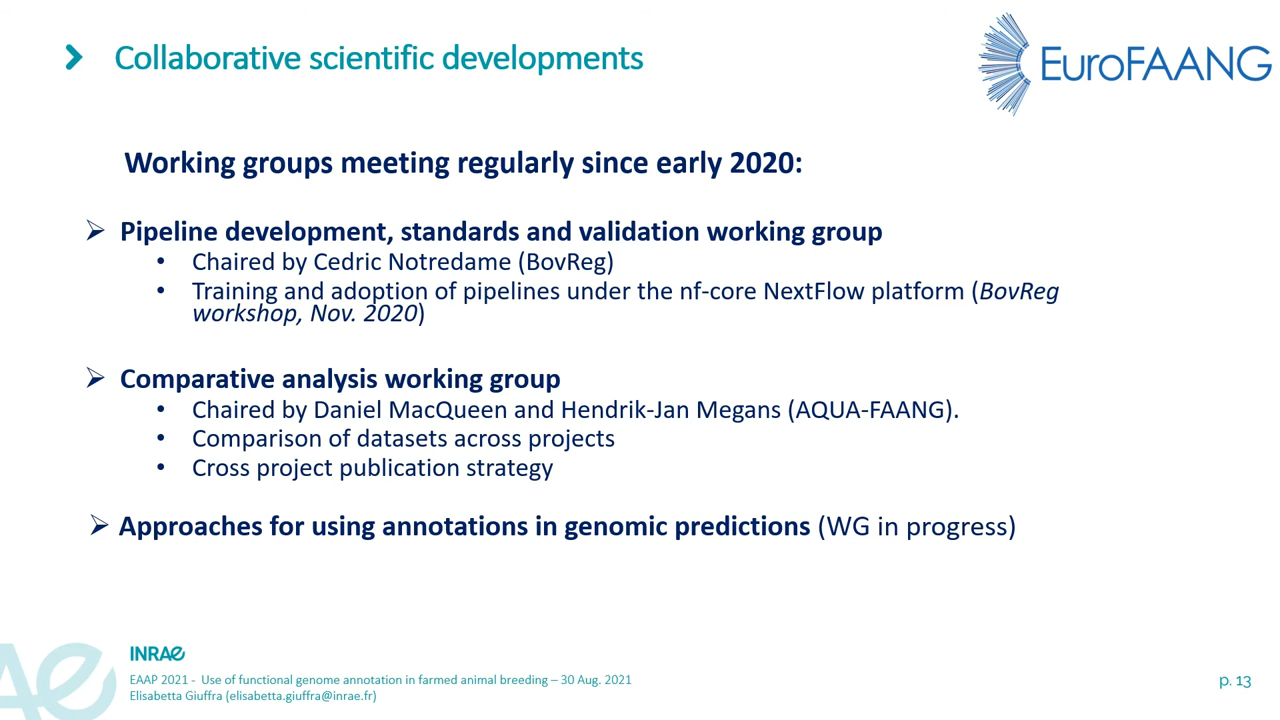 Collaborative scientific developments
EuroFAANG
Working groups meeting regularly since early 2020:
➢ Pipeline development, standards and validation working group
• Chaired by Cedric Notredame (BovReg)
• Training and adoption of pipelines under the nf-core NextFlow platform (BovReg
workshop, Nov. 2020)
➢ Comparative analysis working group
• Chaired by Daniel MacQueen and Hendrik-Jan Megans (AQUA-FAANG).
• Comparison of datasets across projects
• Cross project publication strategy
➢ Approaches for using annotations in genomic predictions (WG in progress)
INRAE
EAAP 2021 - Use of functional genome annotation in farmed animal breeding – 30 Aug. 2021
Elisabetta Giuffra (elisabetta.giuffra@inrae.fr)
p. 13